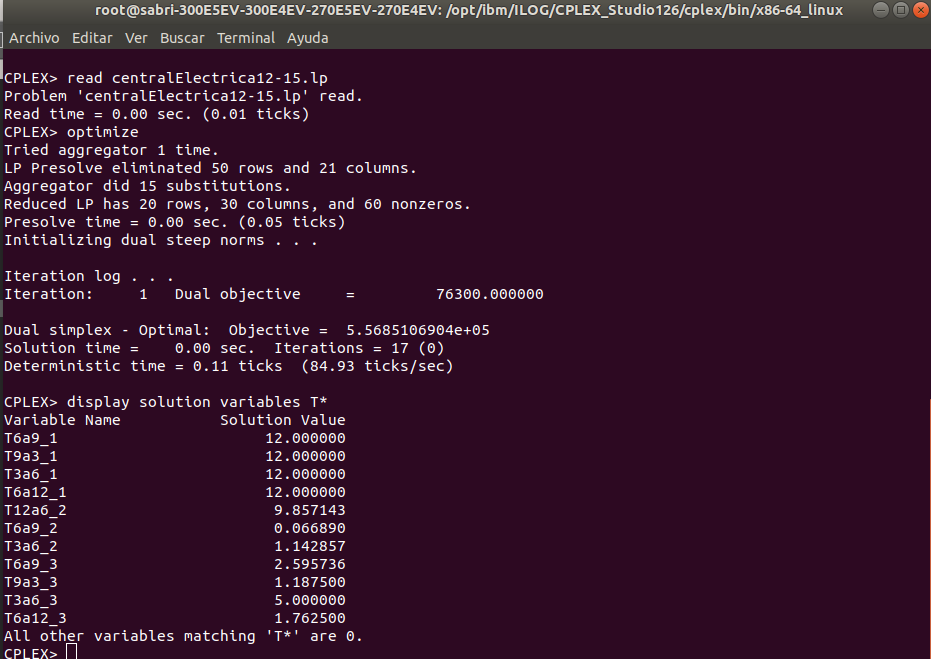 root@sabri-300E5EV-300E4EV-270E5EV-270E4EV: /opt/ibm/ILOG/CPLEX_Studio126/cplex/bin/x86-64_linux
Archivo Editar Ver Buscar Terminal Ayuda
CPLEX> read centralElectrica12-15.lp
Problem 'centralElectrica12-15.lp' read.
Read time = 0.00 sec. (0.01 ticks)
CPLEX> optimize
Tried aggregator 1 time.
LP Presolve eliminated 50 rows and 21 columns.
Aggregator did 15 substitutions.
Reduced LP has 20 rows, 30 columns, and 60 nonzeros.
Presolve time = 0.00 sec. (0.05 ticks)
Initializing dual steep norms . . .
Iteration log . . .
Iteration:     1   Dual objective     =         76300.000000
Dual simplex - Optimal:  Objective =  5.5685106904e+05
Solution time =    0.00 sec.  Iterations = 17 (0)
Deterministic time = 0.11 ticks  (84.93 ticks/sec)
CPLEX> display solution variables T*
Variable Name           Solution Value
T6a9_1                       12.000000
T9a3_1                       12.000000
T3a6_1                       12.000000
T6a12_1                      12.000000
T12a6_2                       9.857143
T6a9_2                        0.066890
T3a6_2                        1.142857
T6a9_3                        2.595736
T9a3_3                        1.187500
T3a6_3                        5.000000
T6a12_3                       1.762500
All other variables matching 'T*' are 0.
CPLEX>